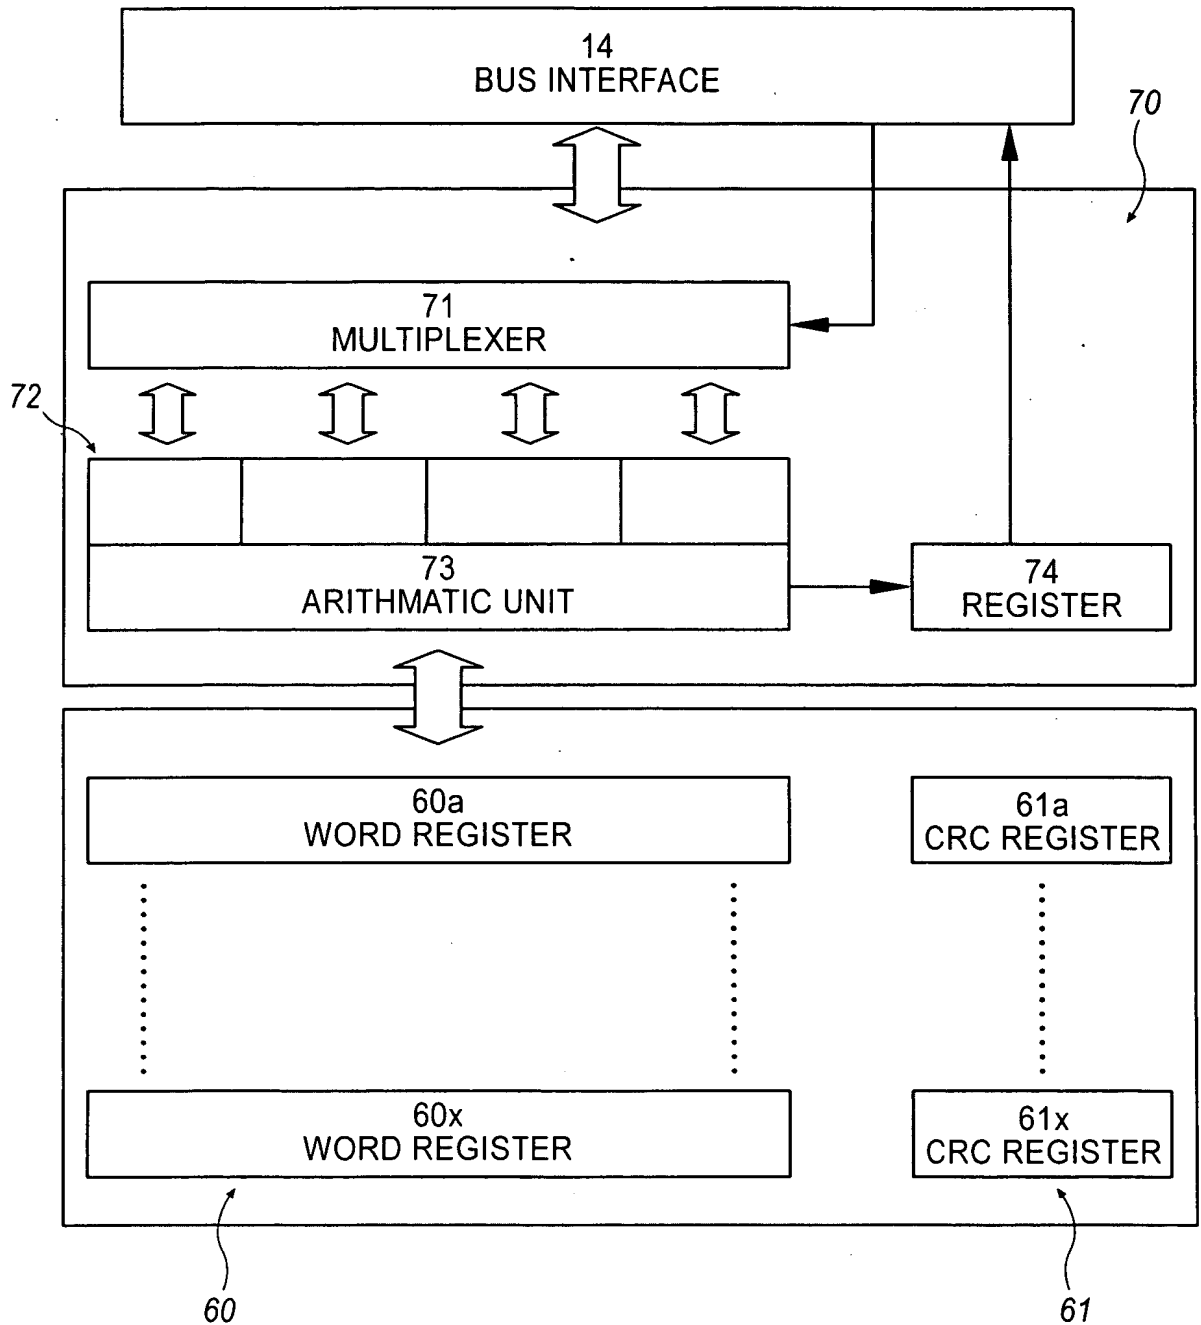 14
BUS INTERFACE
70
71
MULTIPLEXER
72
73
ARITHMATIC UNIT
74
REGISTER
60a
WORD REGISTER
61a
CRC REGISTER
60x
WORD REGISTER
61x
CRC REGISTER
60
61